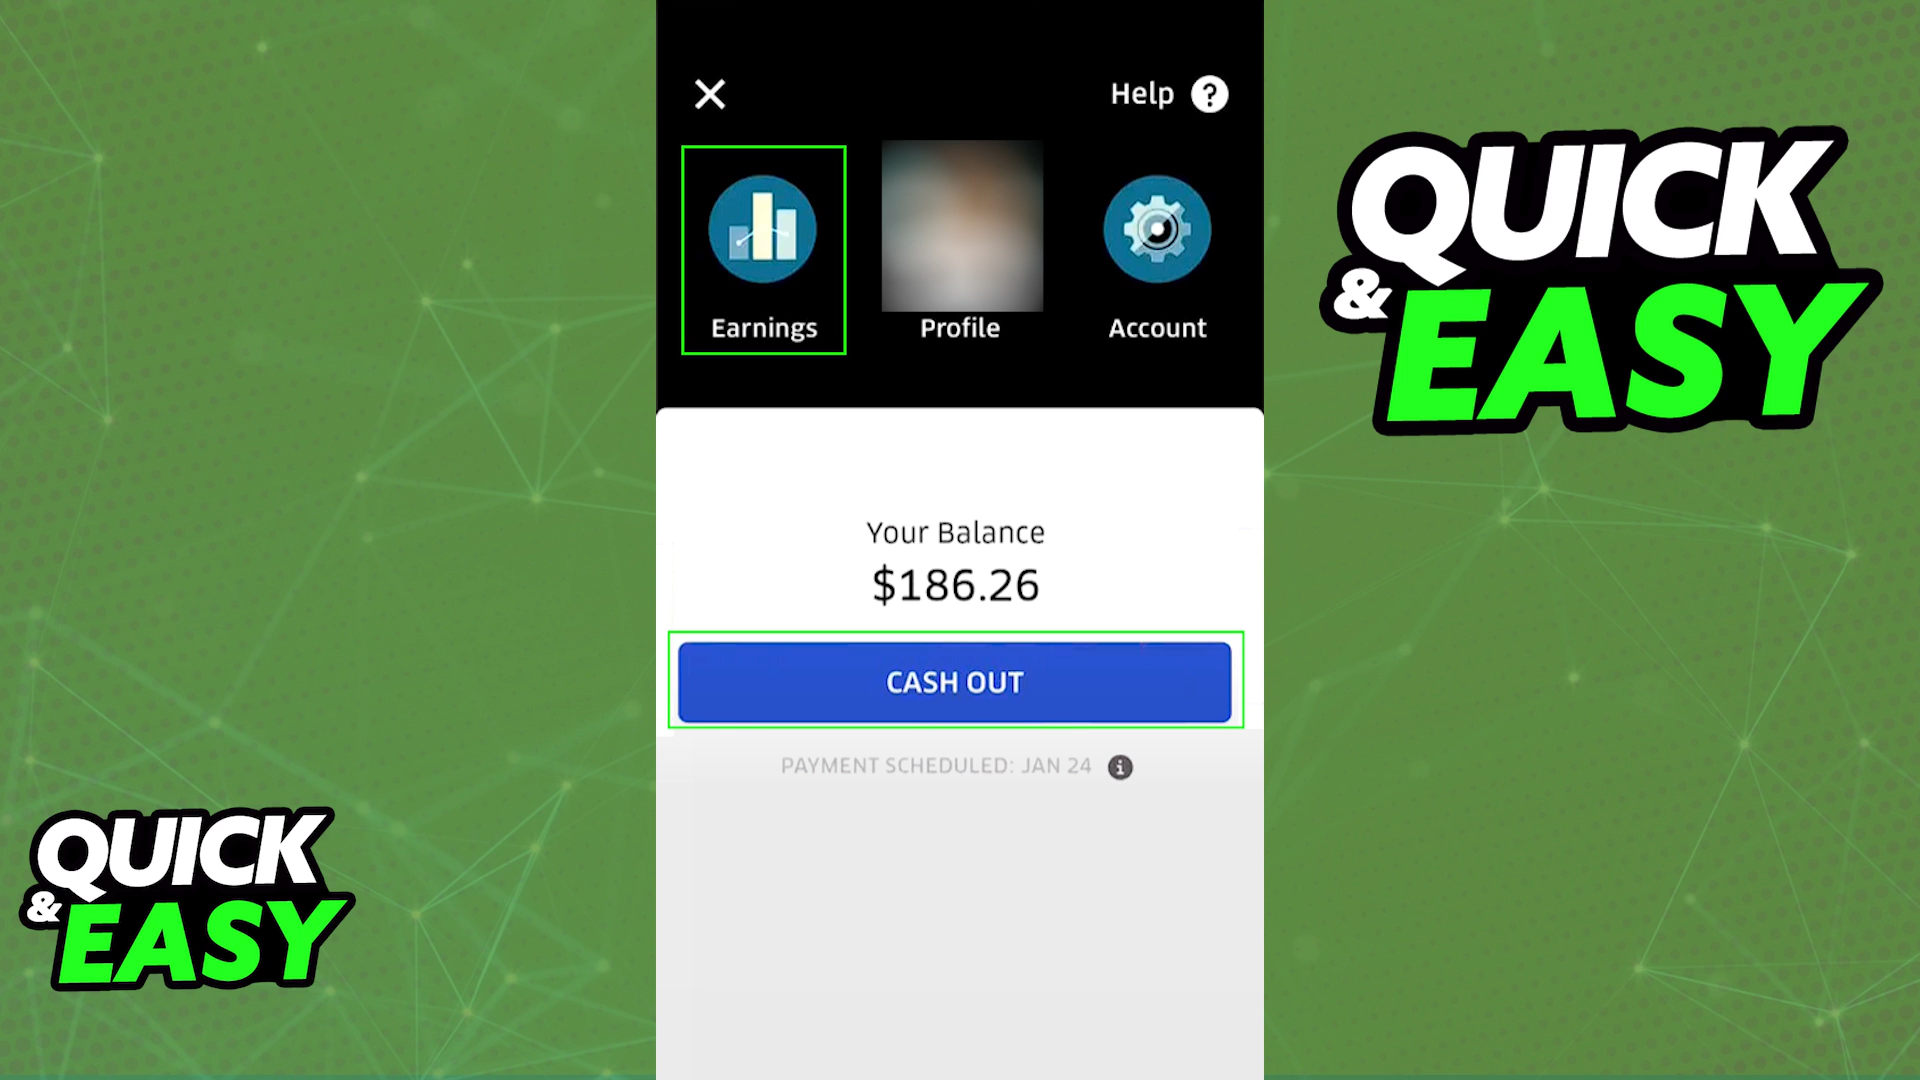 Help ?
Earnings
Profile
Account
Your Balance
$186.26
CASH OUT
PAYMENT SCHEDULED: JAN 24 i
QUICK
& EASY
QUICK
& EASY